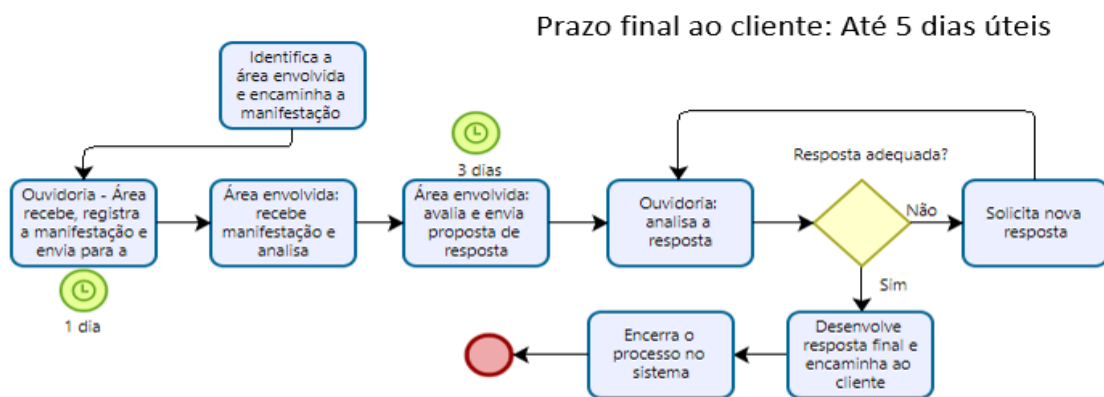 Prazo final ao cliente: Até 5 dias úteis
Identifica a
área envolvida
e encaminha a
manifestação
3 dias
Resposta adequada?
Ouvidoria - Área
recebe, registra
a manifestação e
envia para a
Área envolvida:
recebe
manifestação e
analisa
Área envolvida:
avalia e envia
proposta de
resposta
Ouvidoria:
analisa a
resposta
Não
Solicita nova
resposta
1 dia
Sim
Encerra o
processo no
sistema
Desenvolve
resposta final e
encaminha ao
cliente